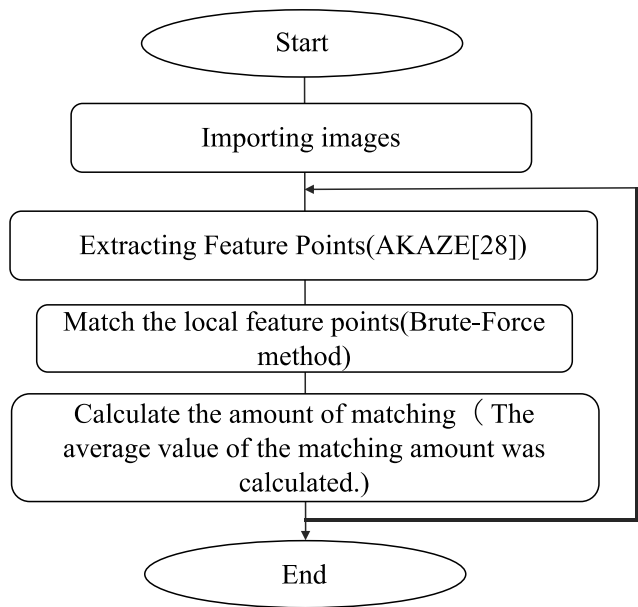 Start
Importing images
Extracting Feature Points(AKAZE[28])
Match the local feature points(Brute-Force
method)
Calculate the amount of matching（ The
average value of the matching amount was
calculated.)
End